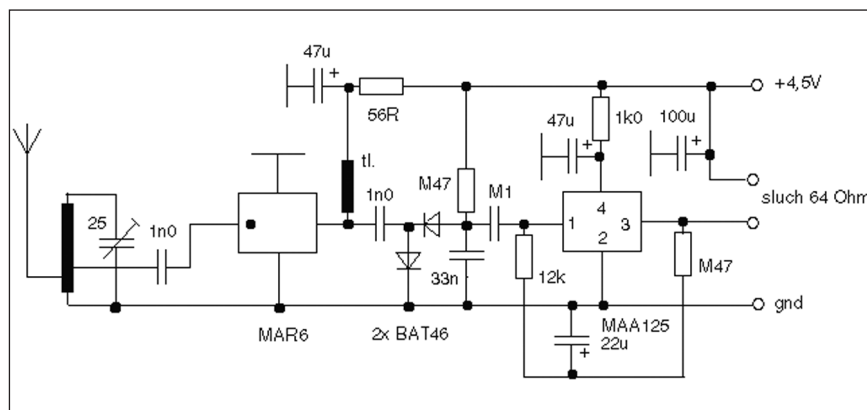 47u
+
56R
+4,5V
47u
+
1k0
100u
+
tl.
M47
M1
1n0
sluch 64 Ohm
25
1n0
1
4
3
2
33n
12k
M47
gnd
MAR6
2x BAT46
MAA125
22u
+